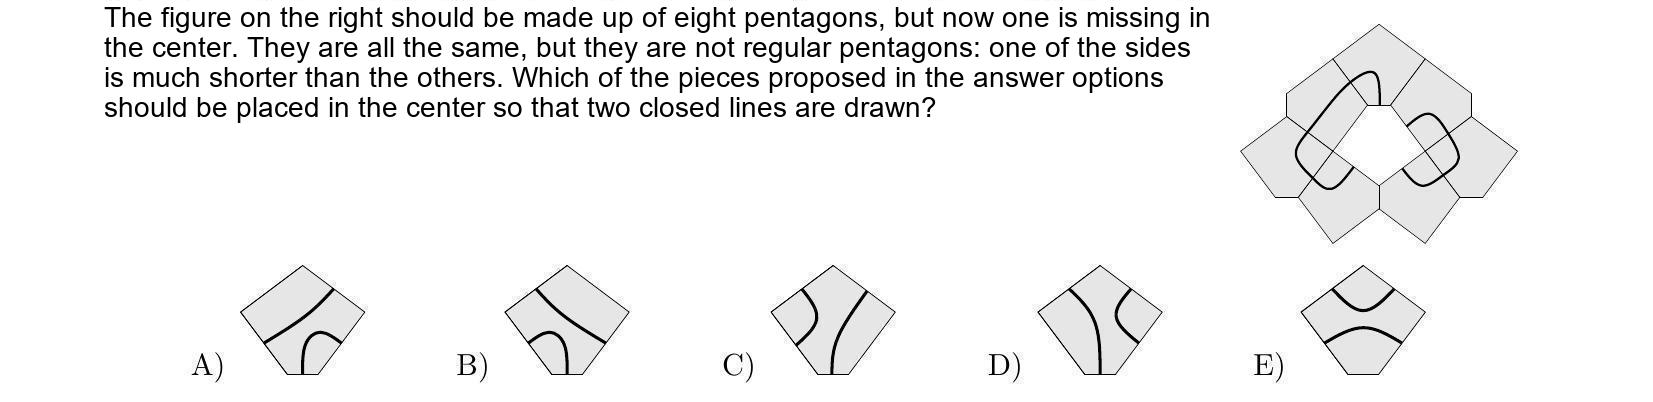 The figure on the right should be made up of eight pentagons, but now one is missing in
the center. They are all the same, but they are not regular pentagons: one of the sides
is much shorter than the others. Which of the pieces proposed in the answer options
should be placed in the center so that two closed lines are drawn?
A) B) C) D) E)